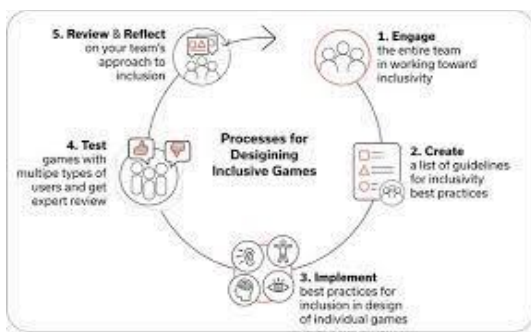 5. Review & Reflect
on your team's
approach to
inclusion
1. Engage
the entire team
in working toward
inclusivity
4. Test
games with
multiple types of
users and get
expert review
Processes for
Desigining
Inclusive Games
2. Create
a list of guidelines
for inclusivity
best practices
3. Implement
best practices for
inclusion in design
of individual games